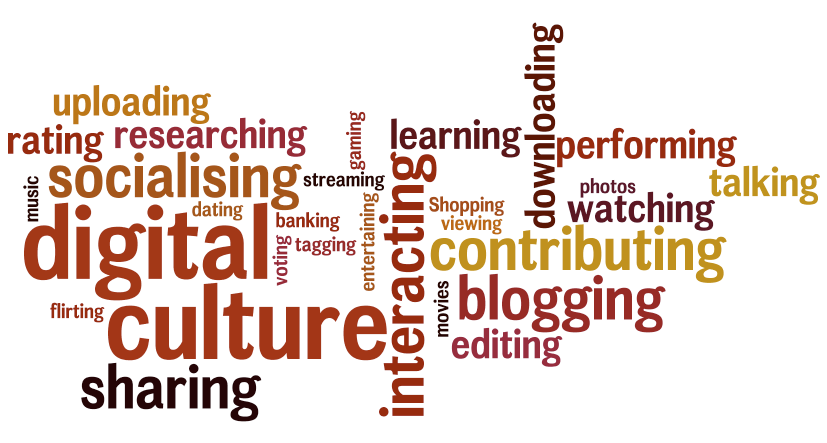 uploading
downloading
rating
researching
gaming
learning
performing
socialising
streaming
music
talking
photos
watching
dating
banking
Shopping
viewing
digital
voting
tagging
entertaining
interacting
contributing
flirting
culture
movies
blogging
editing
sharing